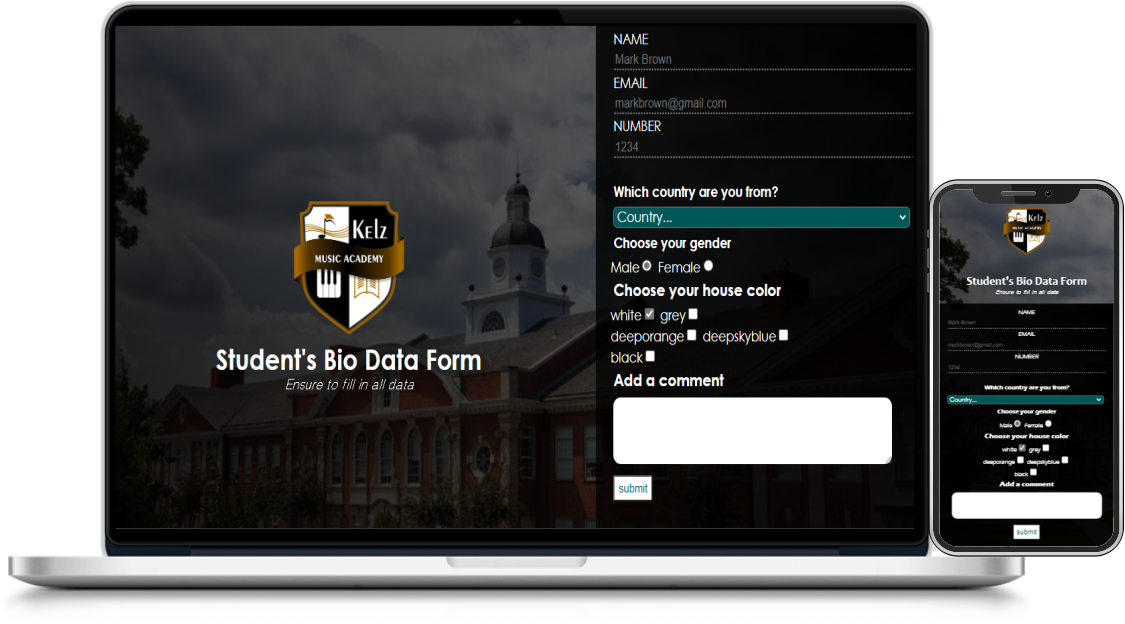 Kelz
MUSIC ACADEMY
Student's Bio Data Form
Ensure to fill in all data
NAME
Mark Brown
EMAIL
markbrown@gmail.com
NUMBER
1234
Which country are you from?
Country...
Choose your gender
Male Female
Choose your house color
white grey
deeporange deepskyblue
black
Add a comment
submit
Kelz
MUSIC ACADEMY
Student's Bio Data Form
Ensure to fill in all data
NAME
Mark Brown
EMAIL
markbrown@gmail.com
NUMBER
1234
Which country are you from?
Country...
Choose your gender
Male Female
Choose your house color
white grey
deeporange deepskyblue
black
Add a comment
submit